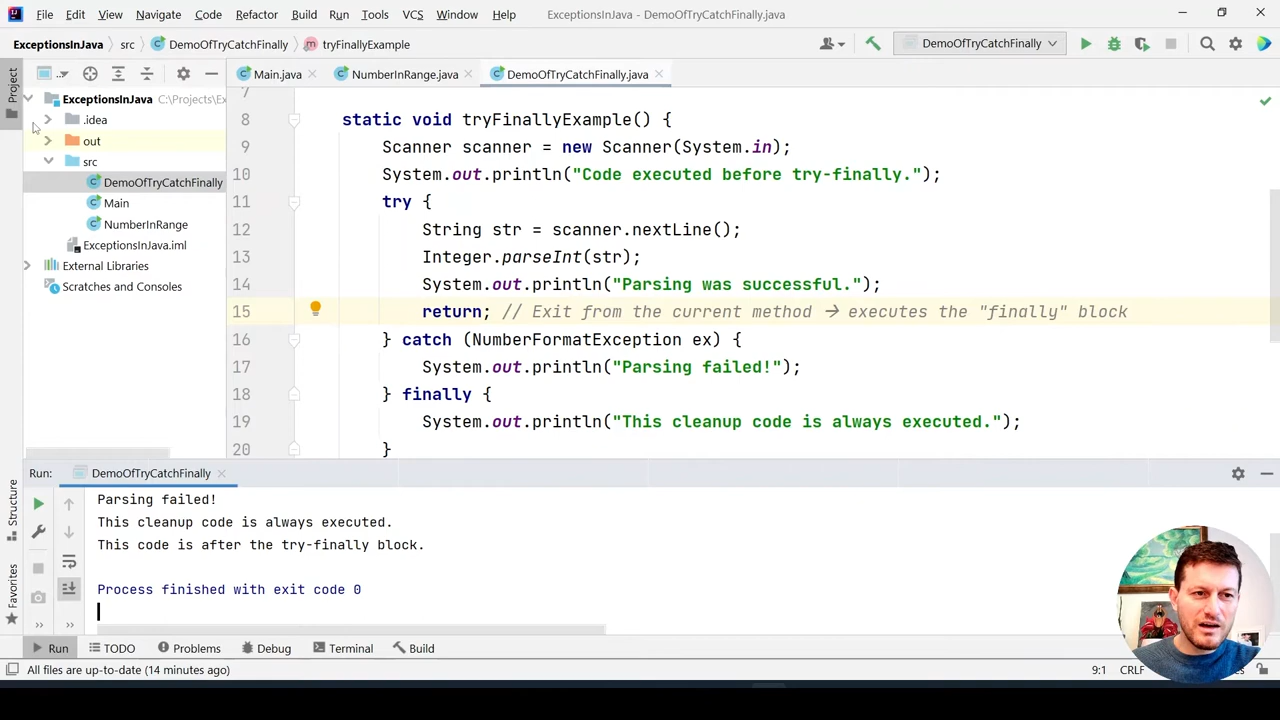 File Edit View Navigate Code Refactor Build Run Tools VCS Window Help ExceptionsInJava - DemoOfTryCatchFinally.java
ExceptionsInJava src DemoOfTryCatchFinally tryFinallyExample DemoOfTryCatchFinally
Project
Main.java NumberInRange.java DemoOfTryCatchFinally.java
ExceptionsInJava C:\Projects\Ex
.idea
out
src
DemoOfTryCatchFinally
Main
NumberInRange
ExceptionsInJava.iml
External Libraries
Scratches and Consoles
7
8 static void tryFinallyExample() {
9 Scanner scanner = new Scanner(System.in);
10 System.out.println("Code executed before try-finally.");
11 try {
12 String str = scanner.nextLine();
13 Integer.parseInt(str);
14 System.out.println("Parsing was successful.");
15 return; // Exit from the current method → executes the "finally" block
16 } catch (NumberFormatException ex) {
17 System.out.println("Parsing failed!");
18 } finally {
19 System.out.println("This cleanup code is always executed.");
20 }
Run: DemoOfTryCatchFinally
Structure
Favorites
Parsing failed!
This cleanup code is always executed.
This code is after the try-finally block.
Process finished with exit code 0
Run TODO Problems Debug Terminal Build
All files are up-to-date (14 minutes ago) 9:1 CRLF